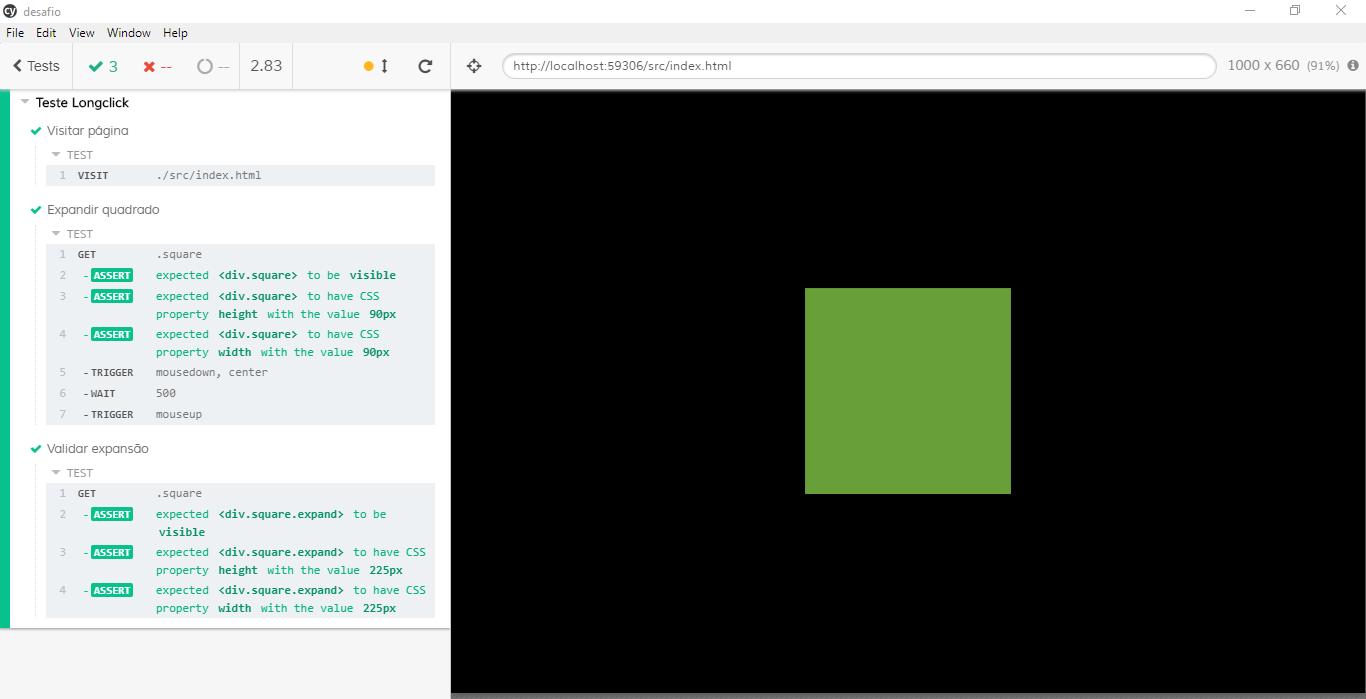 cy desafio
File Edit View Window Help
Tests 3 -- -- 2.83 http://localhost:59306/src/index.html 1000 x 660 (91%)
Teste Longclick
Visitar página
TEST
1 VISIT ./src/index.html
Expandir quadrado
TEST
1 GET .square
2 -ASSERT expected <div.square> to be visible
3 -ASSERT expected <div.square> to have CSS
property height with the value 90px
4 -ASSERT expected <div.square> to have CSS
property width with the value 90px
5 -TRIGGER mousedown, center
6 -WAIT 500
7 -TRIGGER mouseup
Validar expansão
TEST
1 GET .square
2 -ASSERT expected <div.square.expand> to be
visible
3 -ASSERT expected <div.square.expand> to have CSS
property height with the value 225px
4 -ASSERT expected <div.square.expand> to have CSS
property width with the value 225px